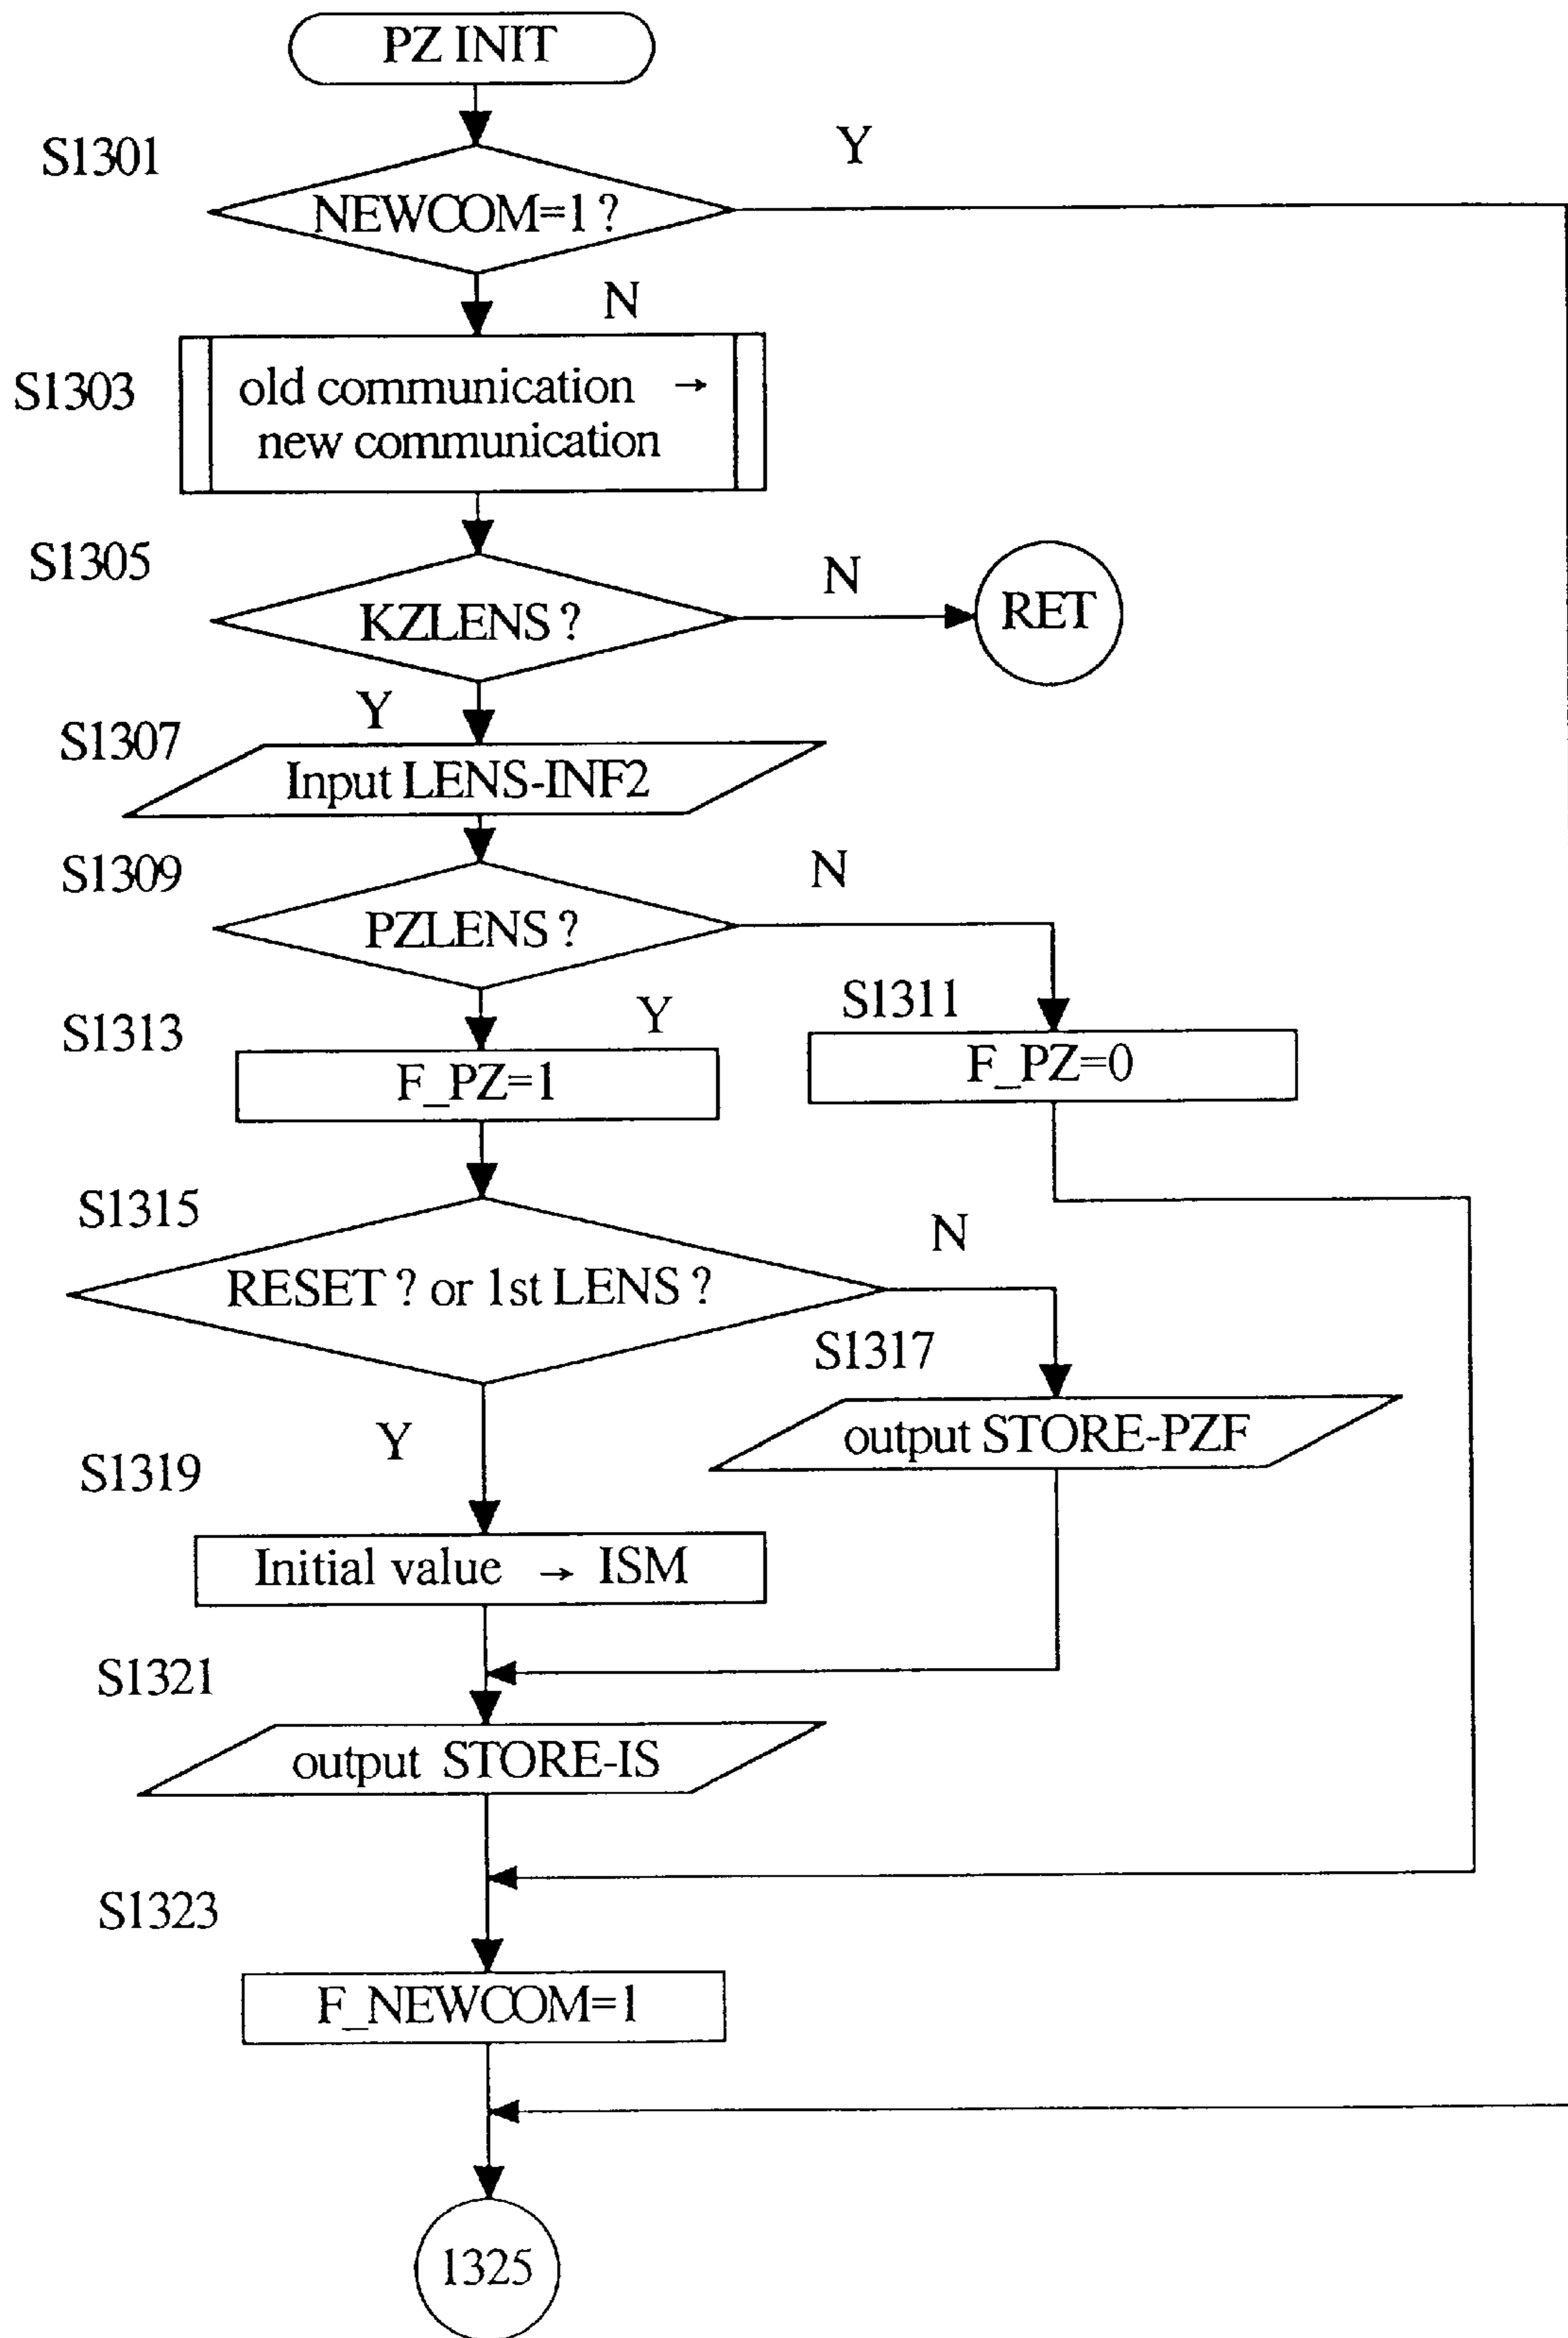 PZ INIT
S1301
Y
NEWCOM=1 ?
N
S1303
old communication →
new communication
S1305
N
KZLENS ?
RET
Y
S1307
Input LENS-INF2
S1309
N
PZLENS ?
S1311
S1313
Y
F_PZ=1
F_PZ=0
S1315
N
RESET ? or 1st LENS ?
S1317
Y
output STORE-PZF
S1319
Initial value → ISM
S1321
output STORE-IS
S1323
F_NEWCOM=1
1325